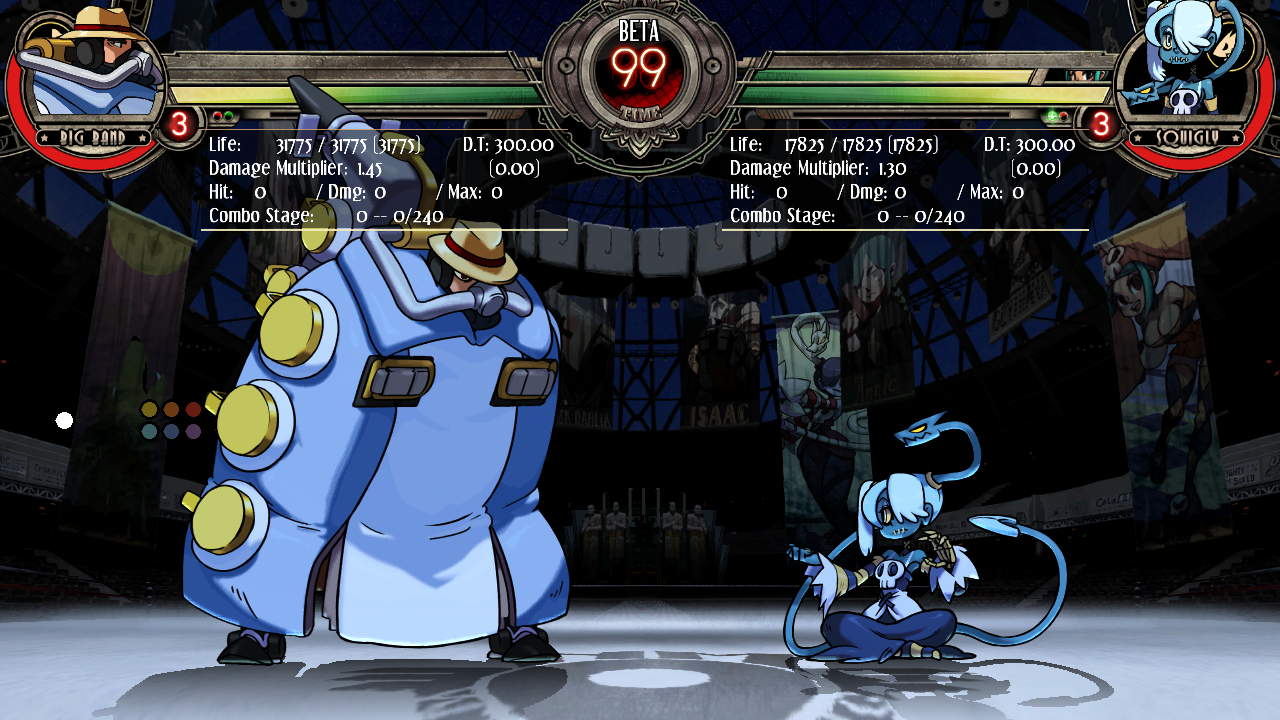 BETA
99
TIME
BIG BAND
3
3
SQUIGLY
Life: 31775 / 31775 (31775) D.T: 300.00
Damage Multiplier: 1.45 (0.00)
Hit: 0 / Dmg: 0 / Max: 0
Combo Stage: 0 -- 0/240
Life: 17825 / 17825 (17825) D.T: 300.00
Damage Multiplier: 1.30 (0.00)
Hit: 0 / Dmg: 0 / Max: 0
Combo Stage: 0 -- 0/240
ISAAC